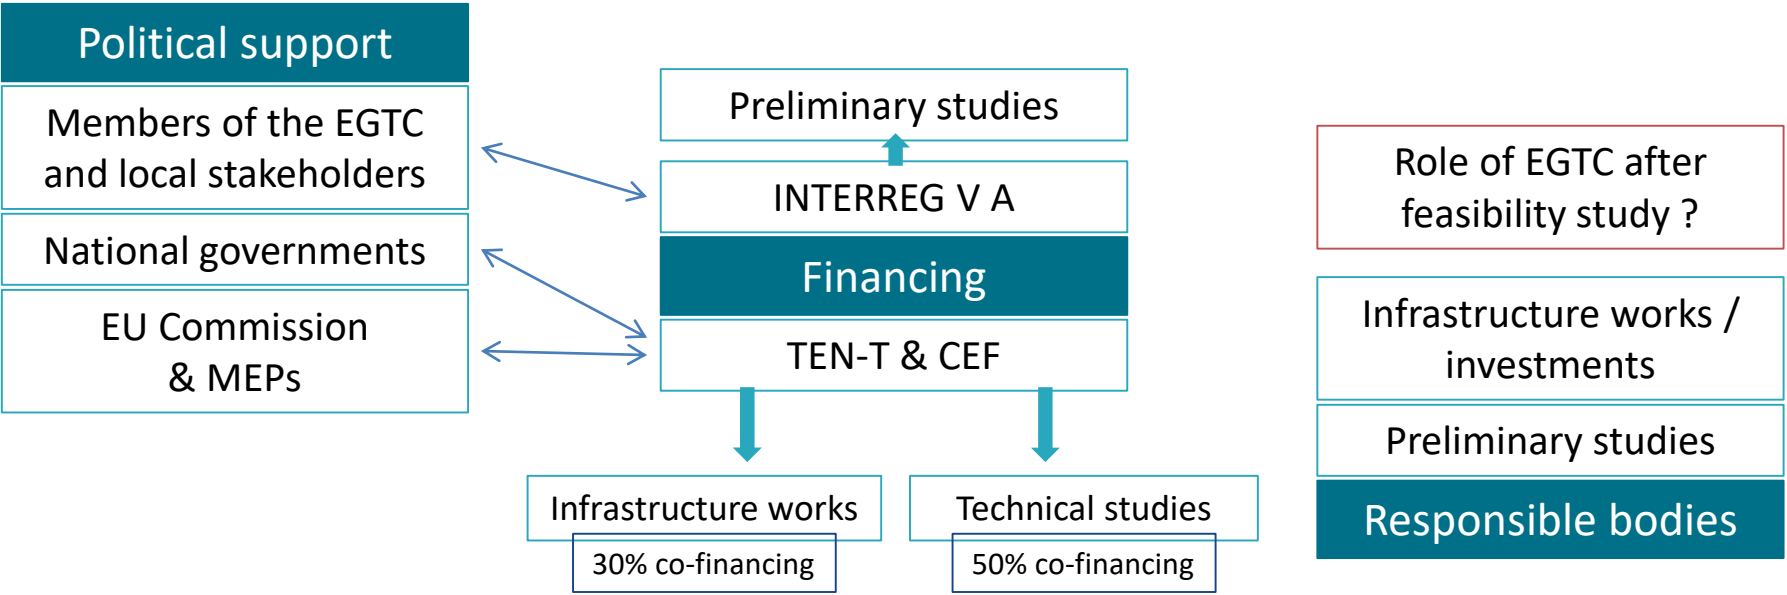 Political support
Members of the EGTC
and local stakeholders
National governments
EU Commission
& MEPs
Preliminary studies
INTERREG V A
Financing
TEN-T & CEF
Infrastructure works
30% co-financing
Technical studies
50% co-financing
Role of EGTC after
feasibility study ?
Infrastructure works /
investments
Preliminary studies
Responsible bodies